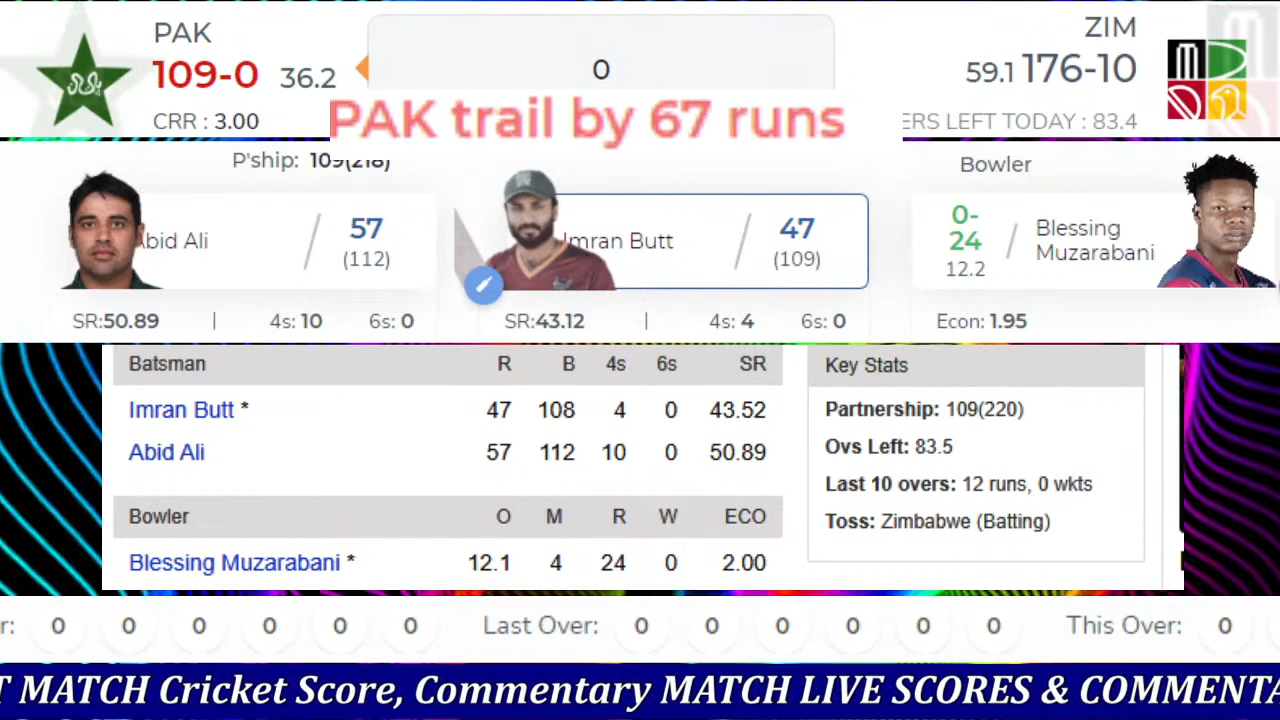 PAK
109-0 36.2
CRR : 3.00
0
PAK trail by 67 runs
ZIM
59.1 176-10
ERS LEFT TODAY : 83.4
P'ship: 109(218)
Abid Ali
57
(112)
SR:50.89 | 4s: 10 6s: 0
Imran Butt
47
(109)
SR:43.12 | 4s: 4 6s: 0
Bowler
0-
24
12.2
Blessing
Muzarabani
Econ: 1.95
Batsman R B 4s 6s SR
Imran Butt * 47 108 4 0 43.52
Abid Ali 57 112 10 0 50.89
Bowler O M R W ECO
Blessing Muzarabani * 12.1 4 24 0 2.00
Key Stats
Partnership: 109(220)
Ovs Left: 83.5
Last 10 overs: 12 runs, 0 wkts
Toss: Zimbabwe (Batting)
r: 0 0 0 0 0 0 Last Over: 0 0 0 0 0 0 This Over: 0
T MATCH Cricket Score, Commentary MATCH LIVE SCORES & COMMENTA